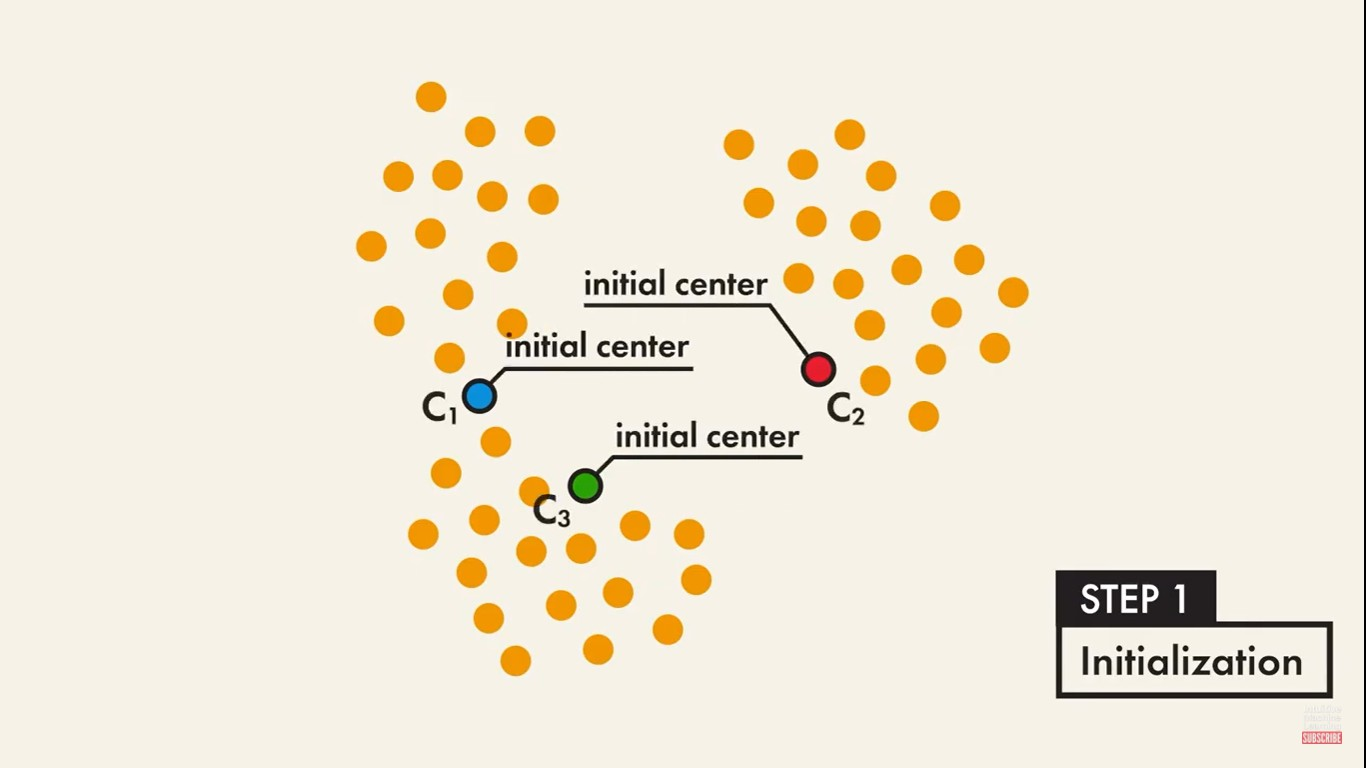 initial center
initial center
C₁
C₂
initial center
C₃
STEP 1
Initialization
SUBSCRIBE